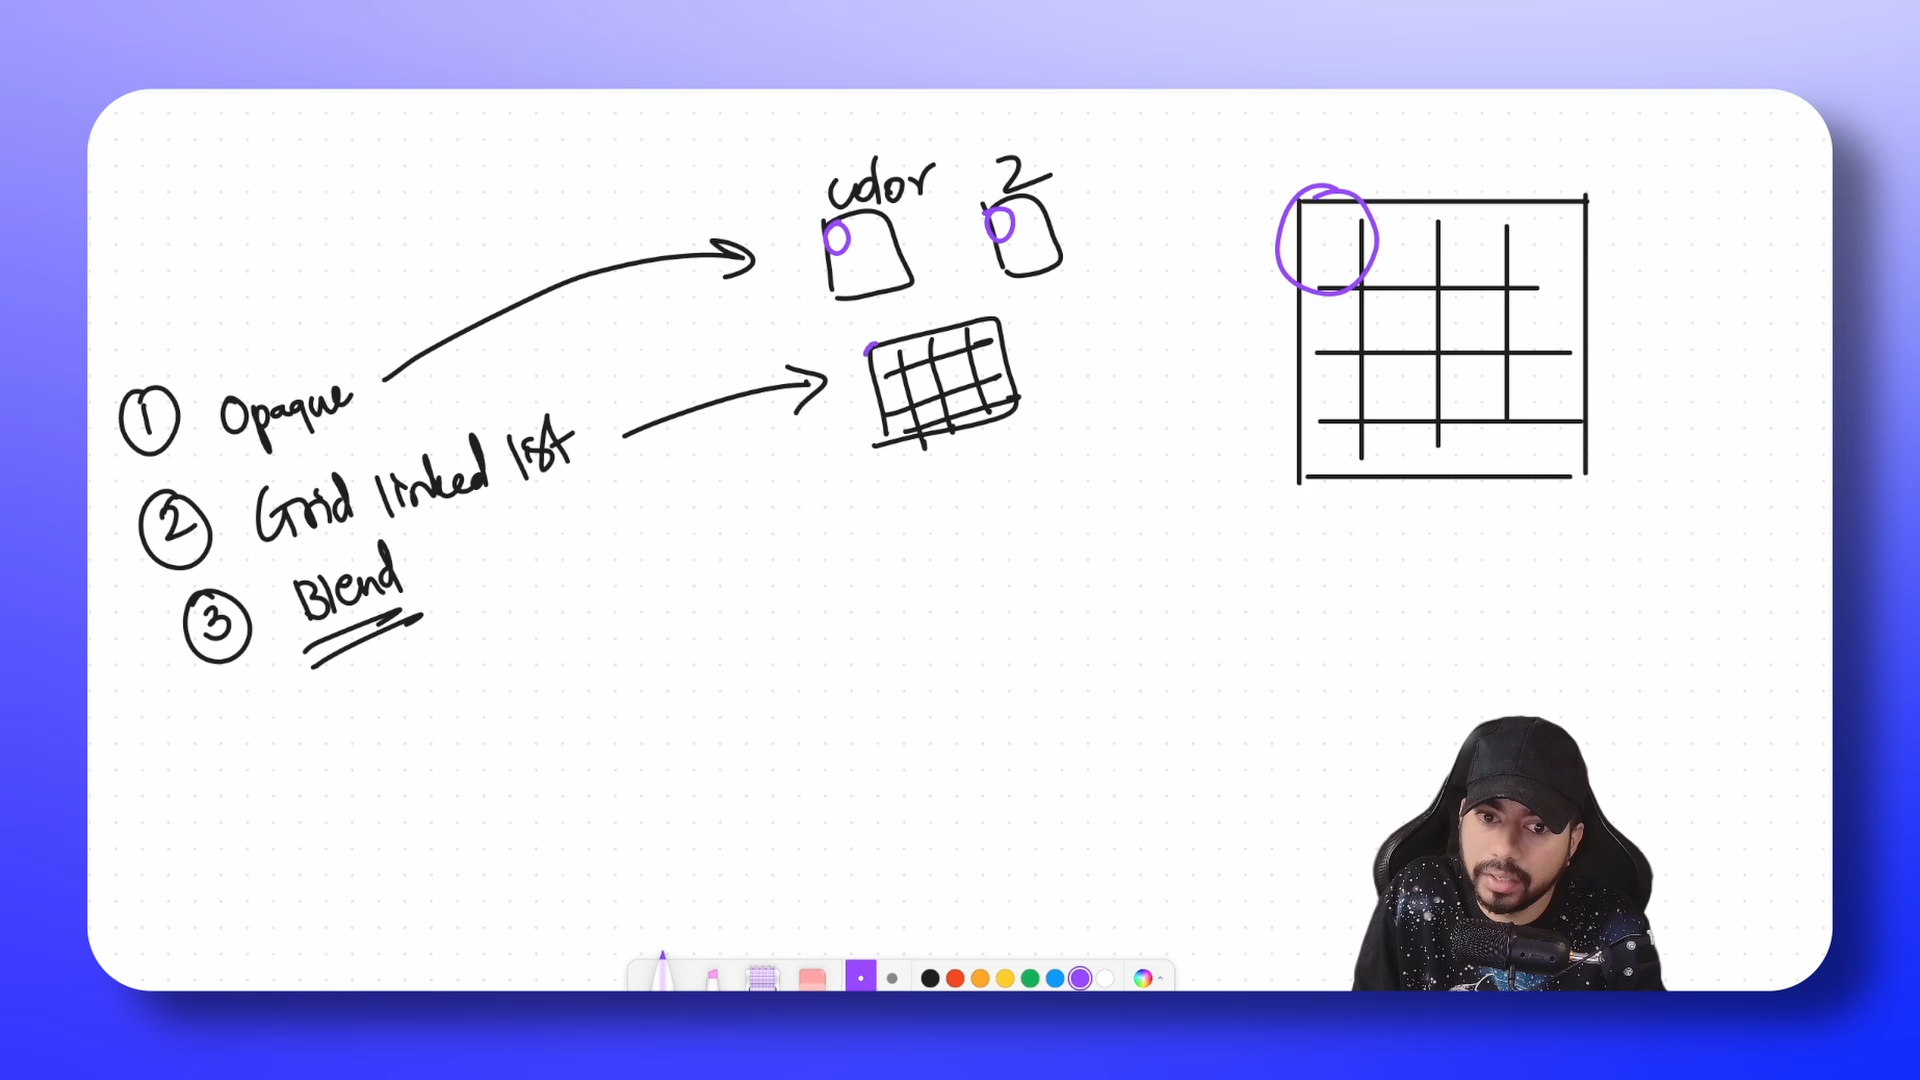 color 2
① Opaque
② Grid linked list
③ Blend